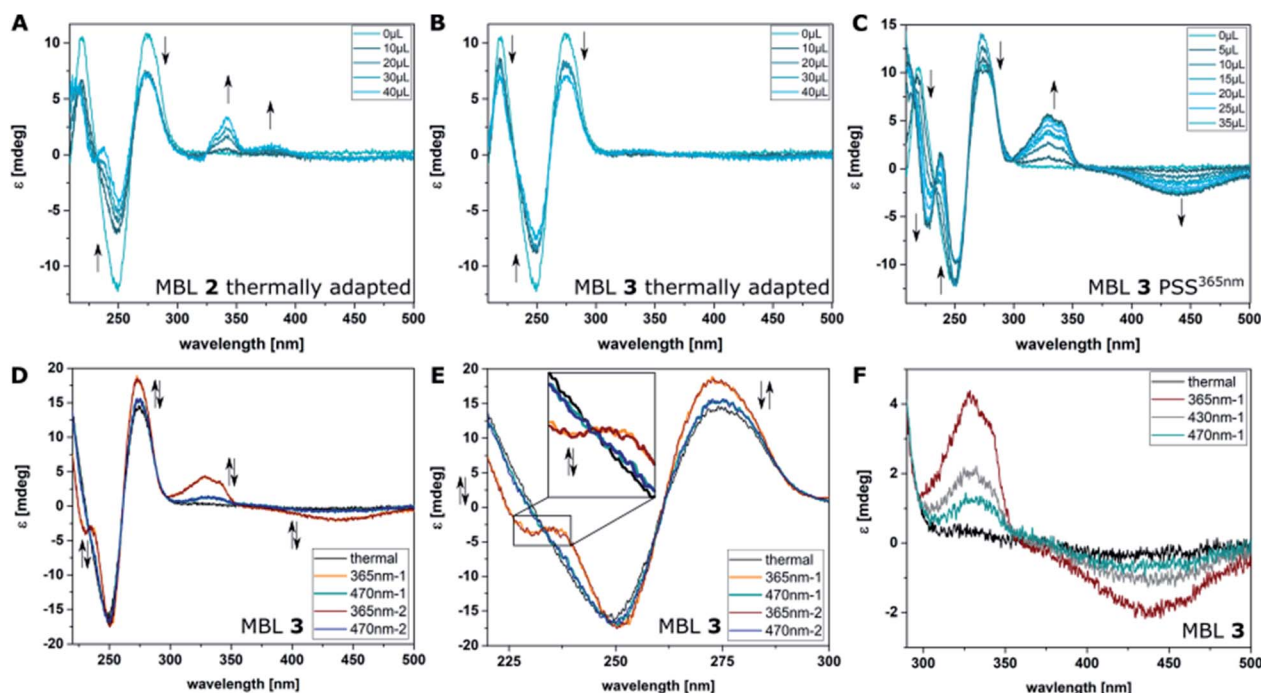 A
ε [mdeg]
10
5
0
-5
-10
250
300
350
400
450
500
wavelength [nm]
0µL
10µL
20µL
30µL
40µL
MBL 2 thermally adapted
B
ε [mdeg]
10
5
0
-5
-10
250
300
350
400
450
500
wavelength [nm]
0µL
10µL
20µL
30µL
40µL
MBL 3 thermally adapted
C
ε [mdeg]
15
10
5
0
-5
-10
250
300
350
400
450
500
wavelength [nm]
0µL
5µL
10µL
15µL
20µL
25µL
35µL
MBL 3 PSS365nm
D
ε [mdeg]
20
15
10
5
0
-5
-10
-15
-20
250
300
350
400
450
500
wavelength [nm]
thermal
365nm-1
470nm-1
365nm-2
470nm-2
MBL 3
E
ε [mdeg]
20
15
10
5
0
-5
-10
-15
-20
225
250
275
300
wavelength [nm]
thermal
365nm-1
470nm-1
365nm-2
470nm-2
MBL 3
F
ε [mdeg]
4
2
0
-2
300
350
400
450
500
wavelength [nm]
thermal
365nm-1
430nm-1
470nm-1
MBL 3